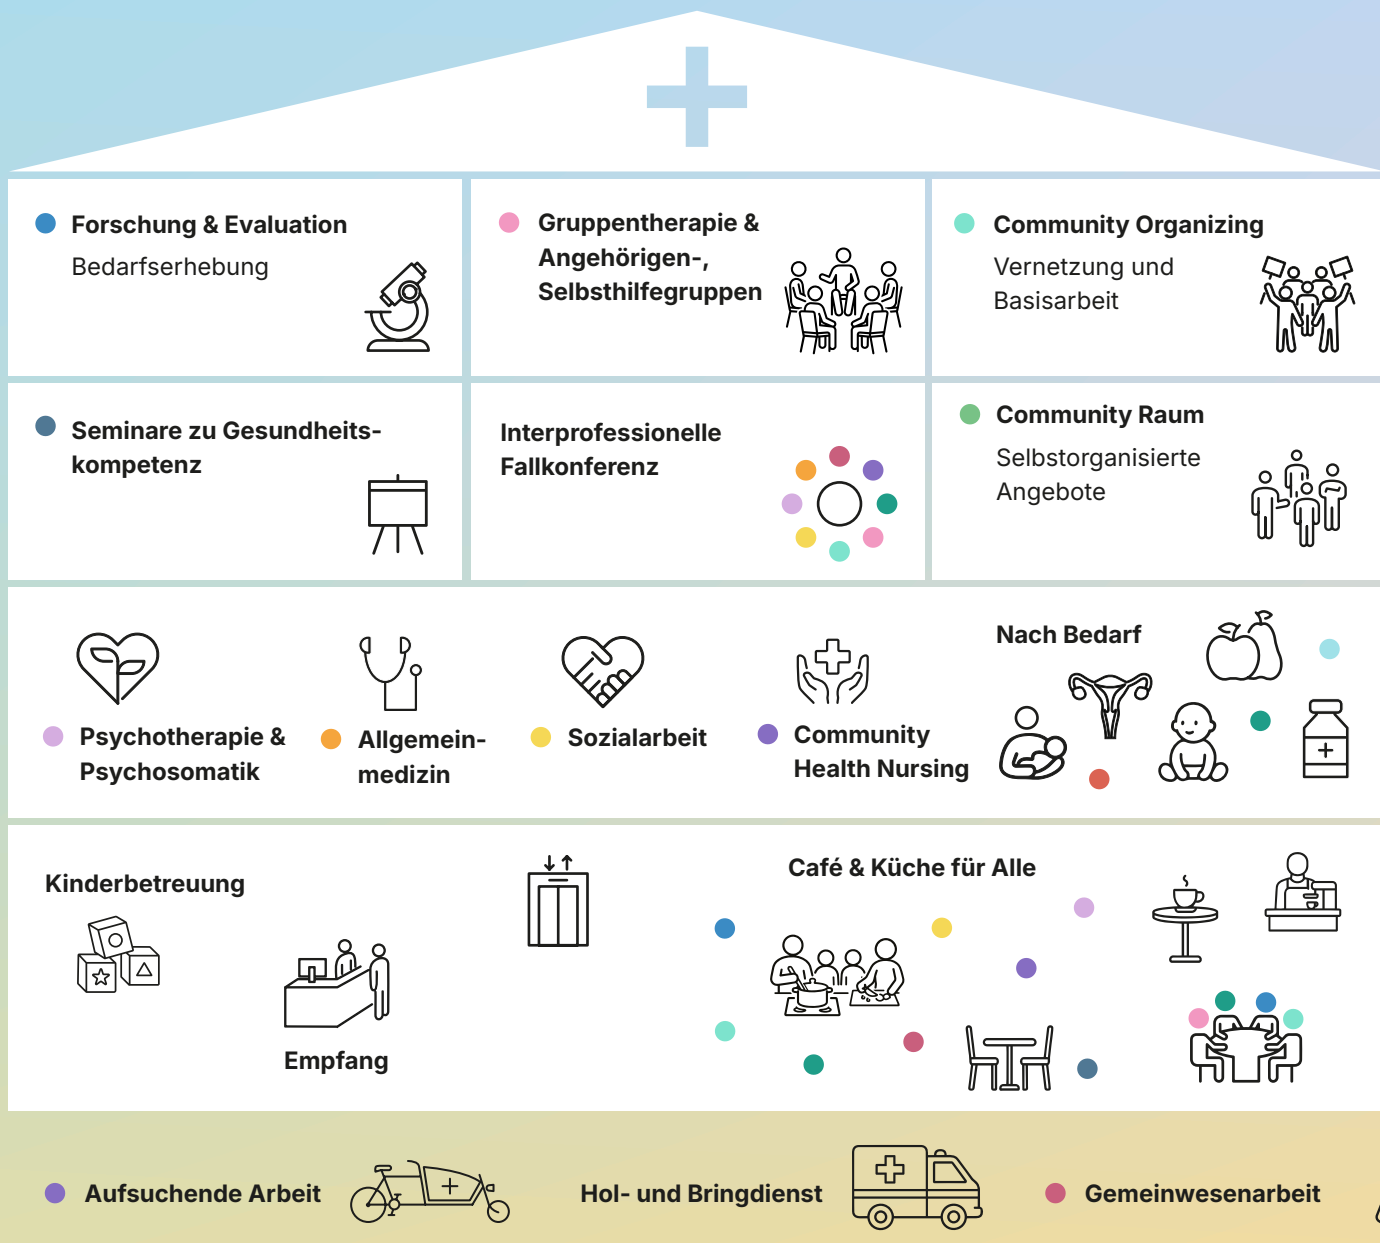 Forschung & Evaluation
Bedarfserhebung
Gruppentherapie &
Angehörigen-,
Selbsthilfegruppen
Community Organizing
Vernetzung und
Basisarbeit
Seminare zu Gesundheits-
kompetenz
Interprofessionelle
Fallkonferenz
Community Raum
Selbstorganisierte
Angebote
Psychotherapie &
Psychosomatik
Allgemein-
medizin
Sozialarbeit
Community
Health Nursing
Nach Bedarf
Kinderbetreuung
Empfang
Café & Küche für Alle
Aufsuchende Arbeit
Hol- und Bringdienst
Gemeinwesenarbeit